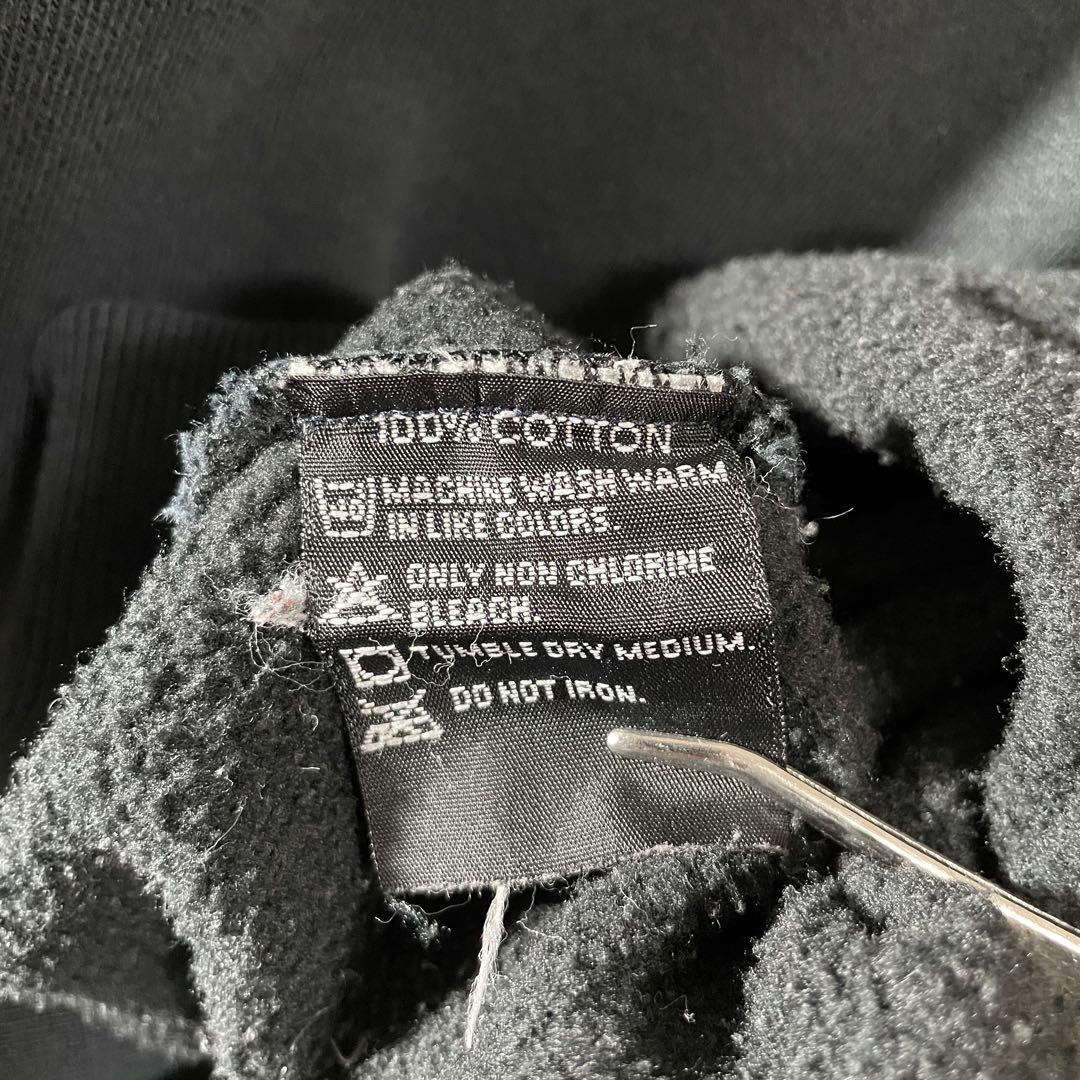 100% COTTON
MACHINE WASH WARM
IN LIKE COLORS.
ONLY NON CHLORINE
BLEACH.
TUMBLE DRY MEDIUM.
DO NOT IRON.